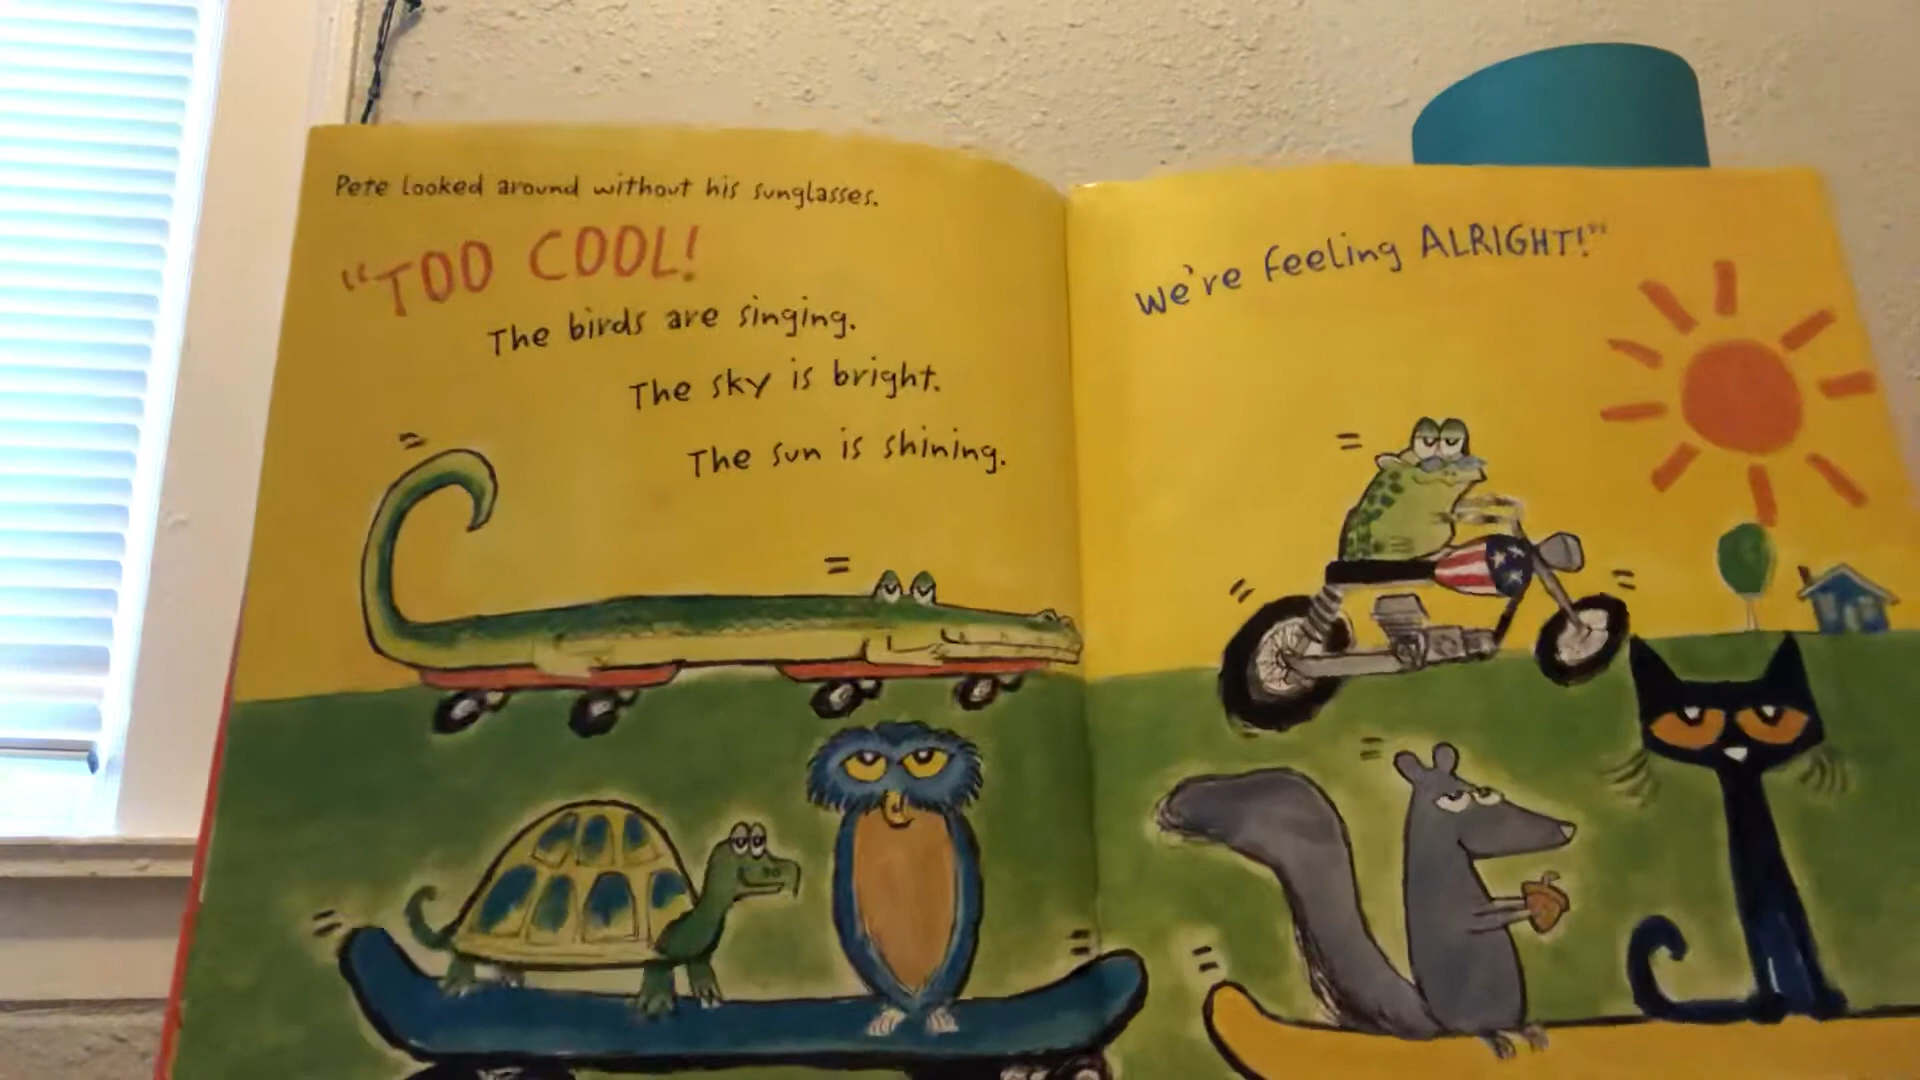 Pete looked around without his sunglasses.
"TOO COOL!
The birds are singing.
The sky is bright.
The sun is shining.
We're feeling ALRIGHT!"